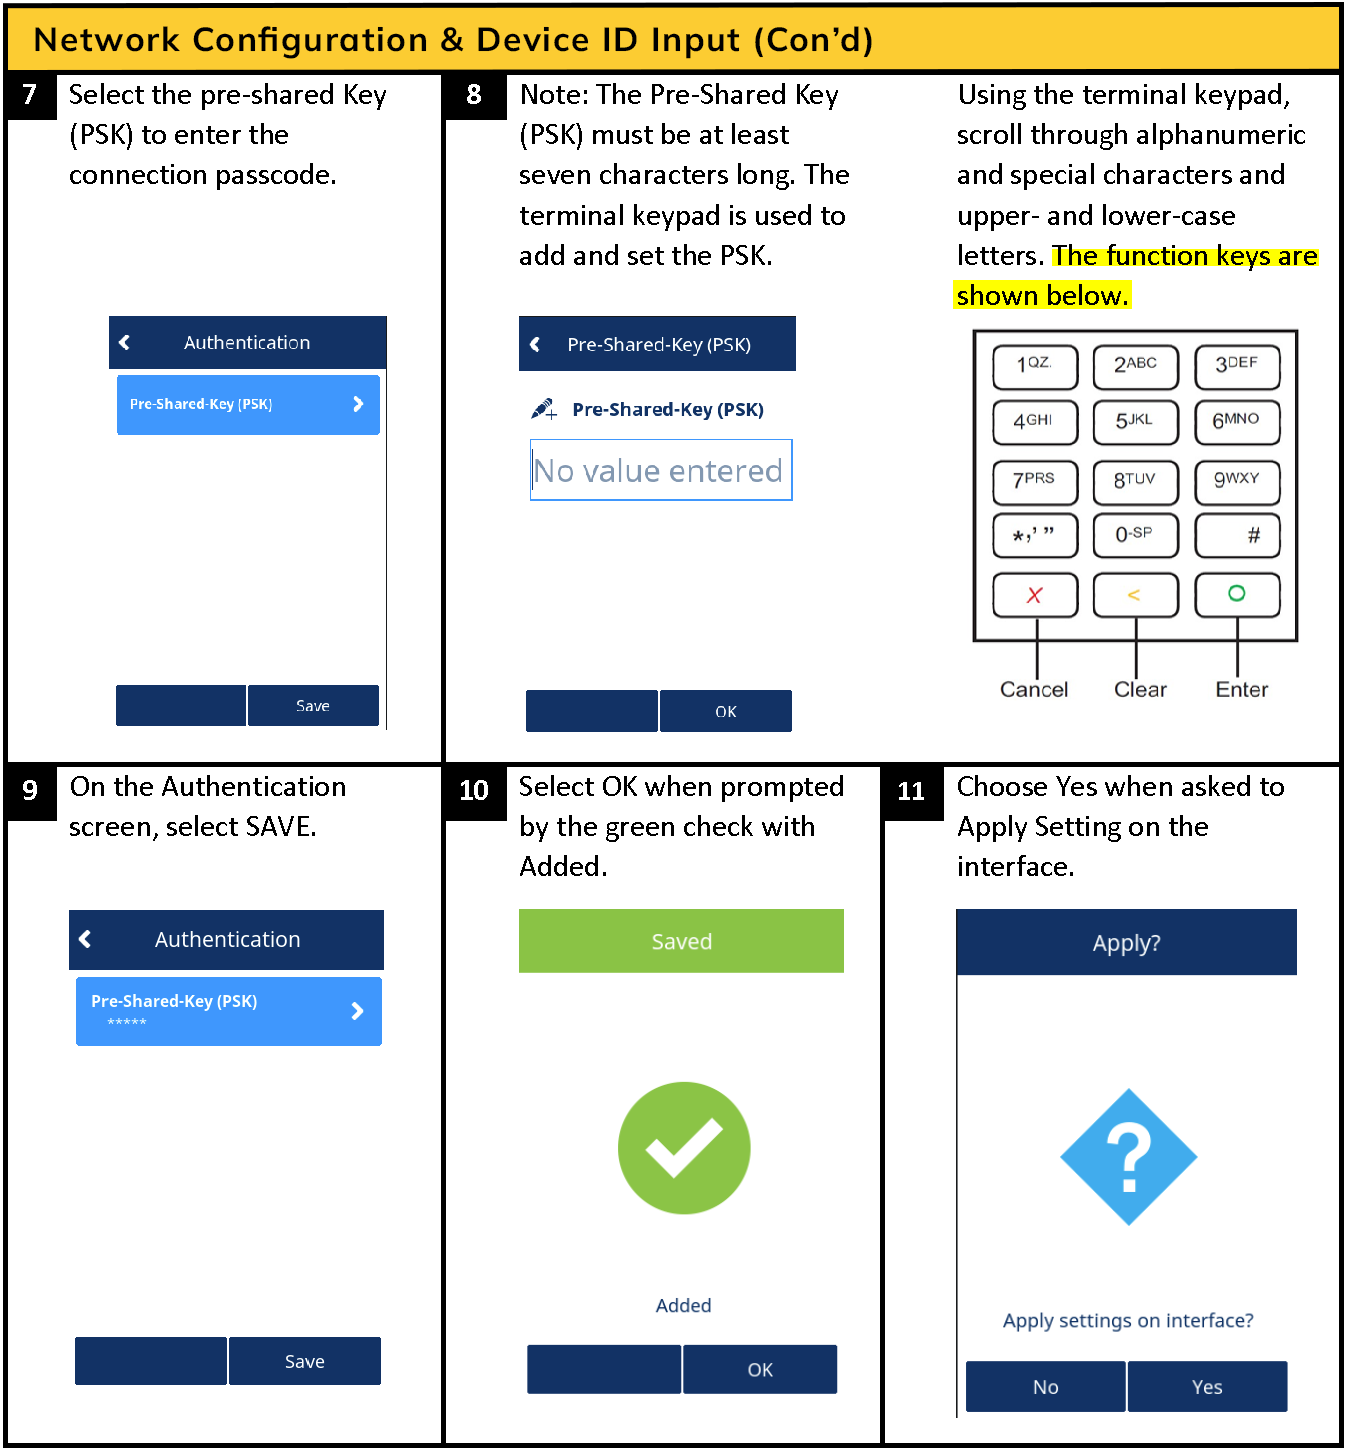 Network Configuration & Device ID Input (Con’d)
7
Select the pre-shared Key
(PSK) to enter the
connection passcode.
Authentication
Pre-Shared-Key (PSK)
Save
8
Note: The Pre-Shared Key
(PSK) must be at least
seven characters long. The
terminal keypad is used to
add and set the PSK.
Pre-Shared-Key (PSK)
Pre-Shared-Key (PSK)
No value entered
OK
Using the terminal keypad,
scroll through alphanumeric
and special characters and
upper- and lower-case
letters. The function keys are
shown below.
1QZ. 2ABC 3DEF
4GHI 5JKL 6MNO
7PRS 8TUV 9WXY
*,' ” 0-SP #
X < O
Cancel Clear Enter
9
On the Authentication
screen, select SAVE.
Authentication
Pre-Shared-Key (PSK)
*****
Save
10
Select OK when prompted
by the green check with
Added.
Saved
Added
OK
11
Choose Yes when asked to
Apply Setting on the
interface.
Apply?
?
Apply settings on interface?
No Yes